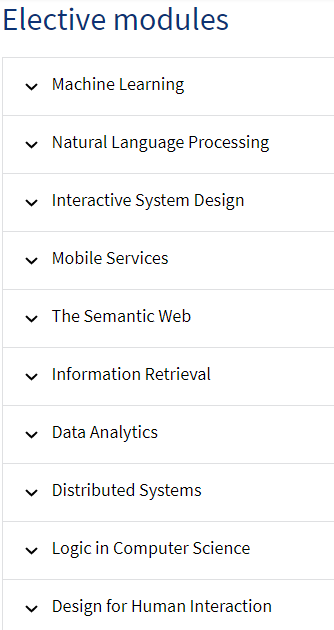 Elective modules
Machine Learning
Natural Language Processing
Interactive System Design
Mobile Services
The Semantic Web
Information Retrieval
Data Analytics
Distributed Systems
Logic in Computer Science
Design for Human Interaction